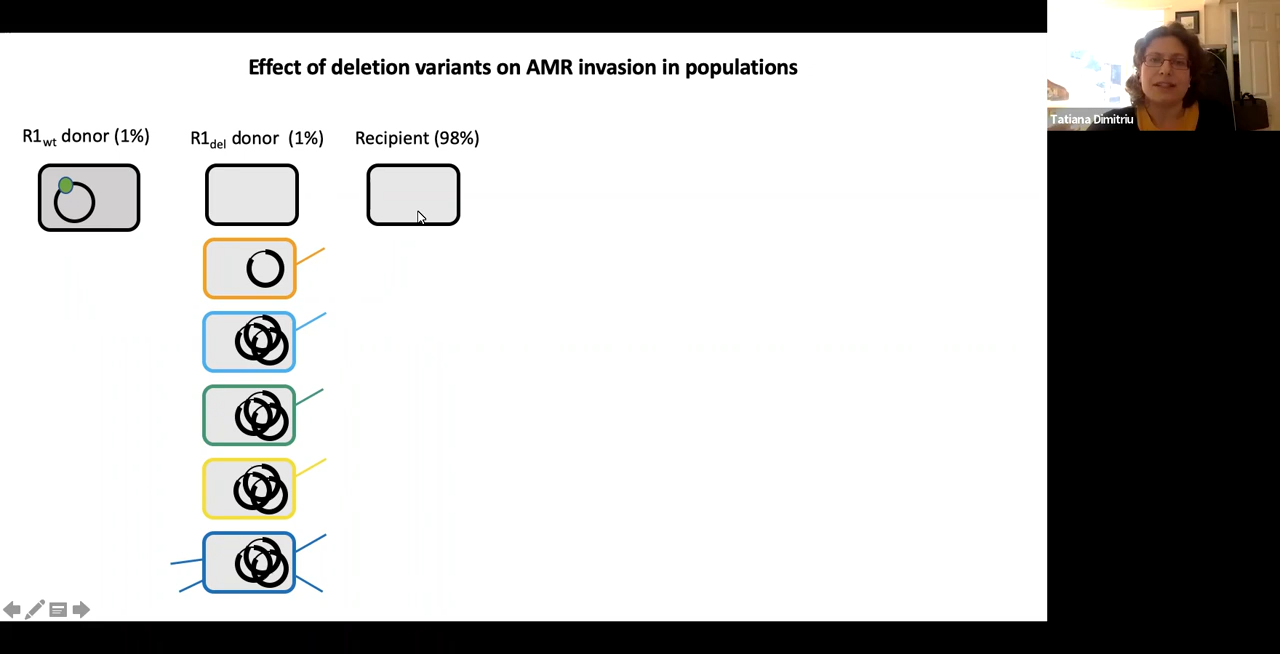 Effect of deletion variants on AMR invasion in populations
R1wt donor (1%)
R1del donor (1%)
Recipient (98%)
Tatiana Dimitriu